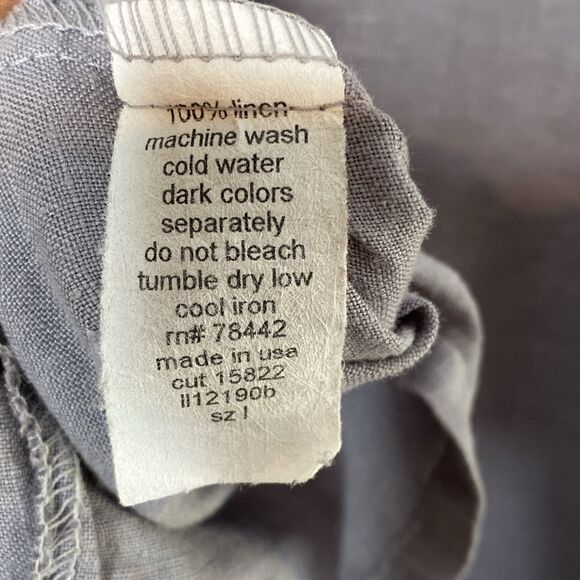 100% linen
machine wash
cold water
dark colors
separately
do not bleach
tumble dry low
cool iron
rn# 78442
made in usa
cut 15822
ll12190b
sz l